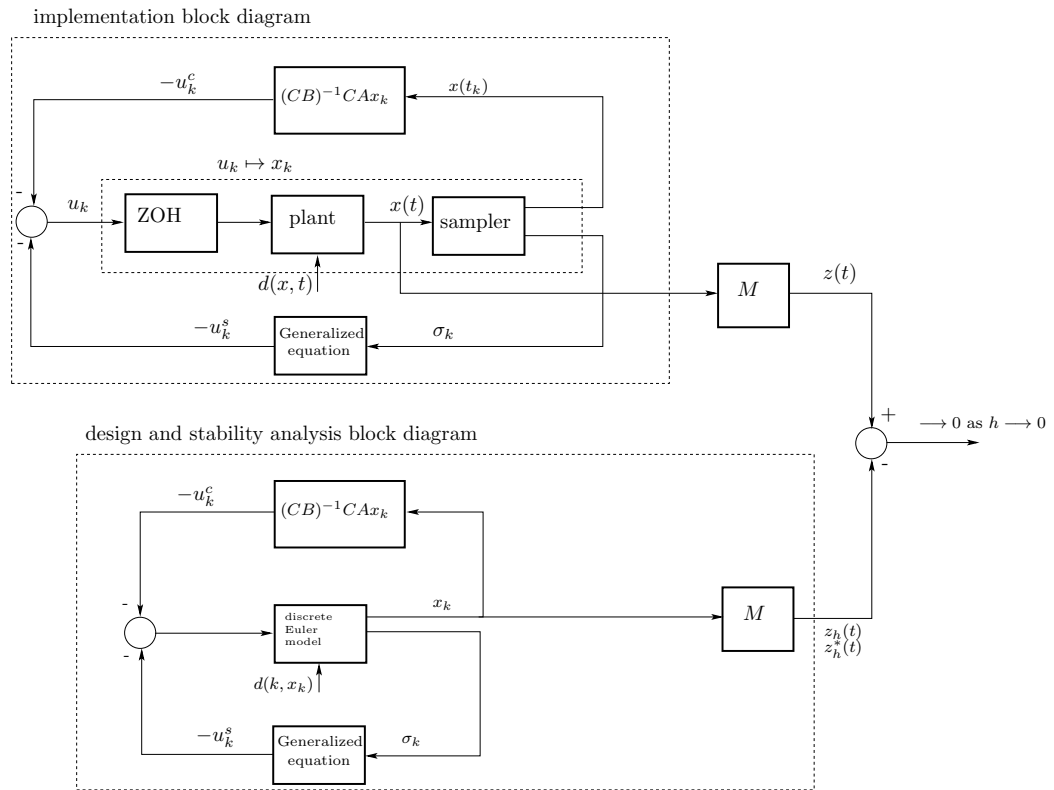 implementation block diagram
−u_k^c
(CB)^{−1}CAx_k
x(t_k)
u_k ↦ x_k
-
u_k
ZOH
plant
x(t)
sampler
-
d(x, t)
−u_k^s
Generalized
equation
σ_k
M
z(t)
+
⟶ 0 as h ⟶ 0
-
design and stability analysis block diagram
−u_k^c
(CB)^{−1}CAx_k
-
discrete
Euler
model
x_k
M
-
z_h(t)
z_h^*(t)
d(k, x_k)
−u_k^s
Generalized
equation
σ_k